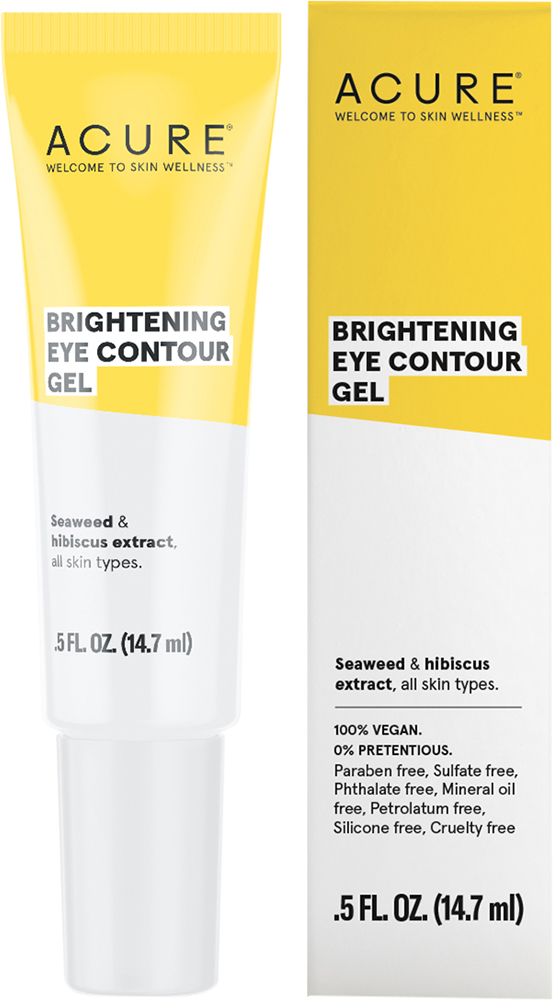 ACURE®
WELCOME TO SKIN WELLNESS™
BRIGHTENING
EYE CONTOUR
GEL
Seaweed &
hibiscus extract,
all skin types.
.5 FL. OZ. (14.7 ml)
ACURE®
WELCOME TO SKIN WELLNESS™
BRIGHTENING
EYE CONTOUR
GEL
Seaweed & hibiscus
extract, all skin types.
100% VEGAN.
0% PRETENTIOUS.
Paraben free, Sulfate free,
Phthalate free, Mineral oil
free, Petrolatum free,
Silicone free, Cruelty free
.5 FL. OZ. (14.7 ml)